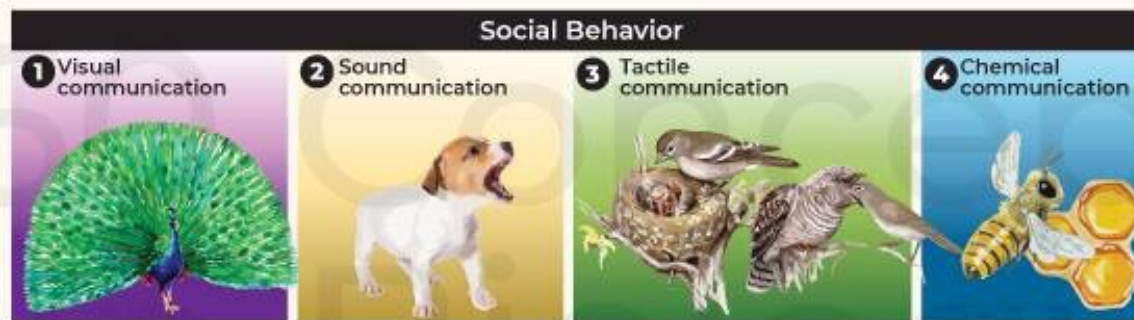 Social Behavior
1 Visual
communication
2 Sound
communication
3 Tactile
communication
4 Chemical
communication